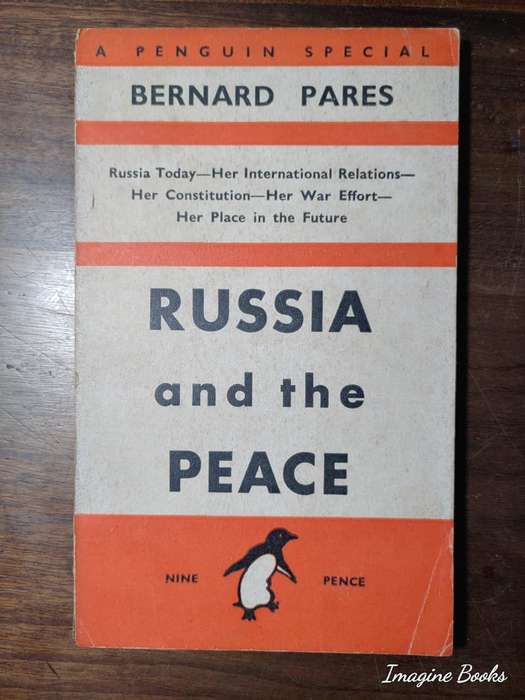 A PENGUIN SPECIAL
BERNARD PARES
Russia Today—Her International Relations—
Her Constitution—Her War Effort—
Her Place in the Future
RUSSIA
and the
PEACE
NINE PENCE
Imagine Books